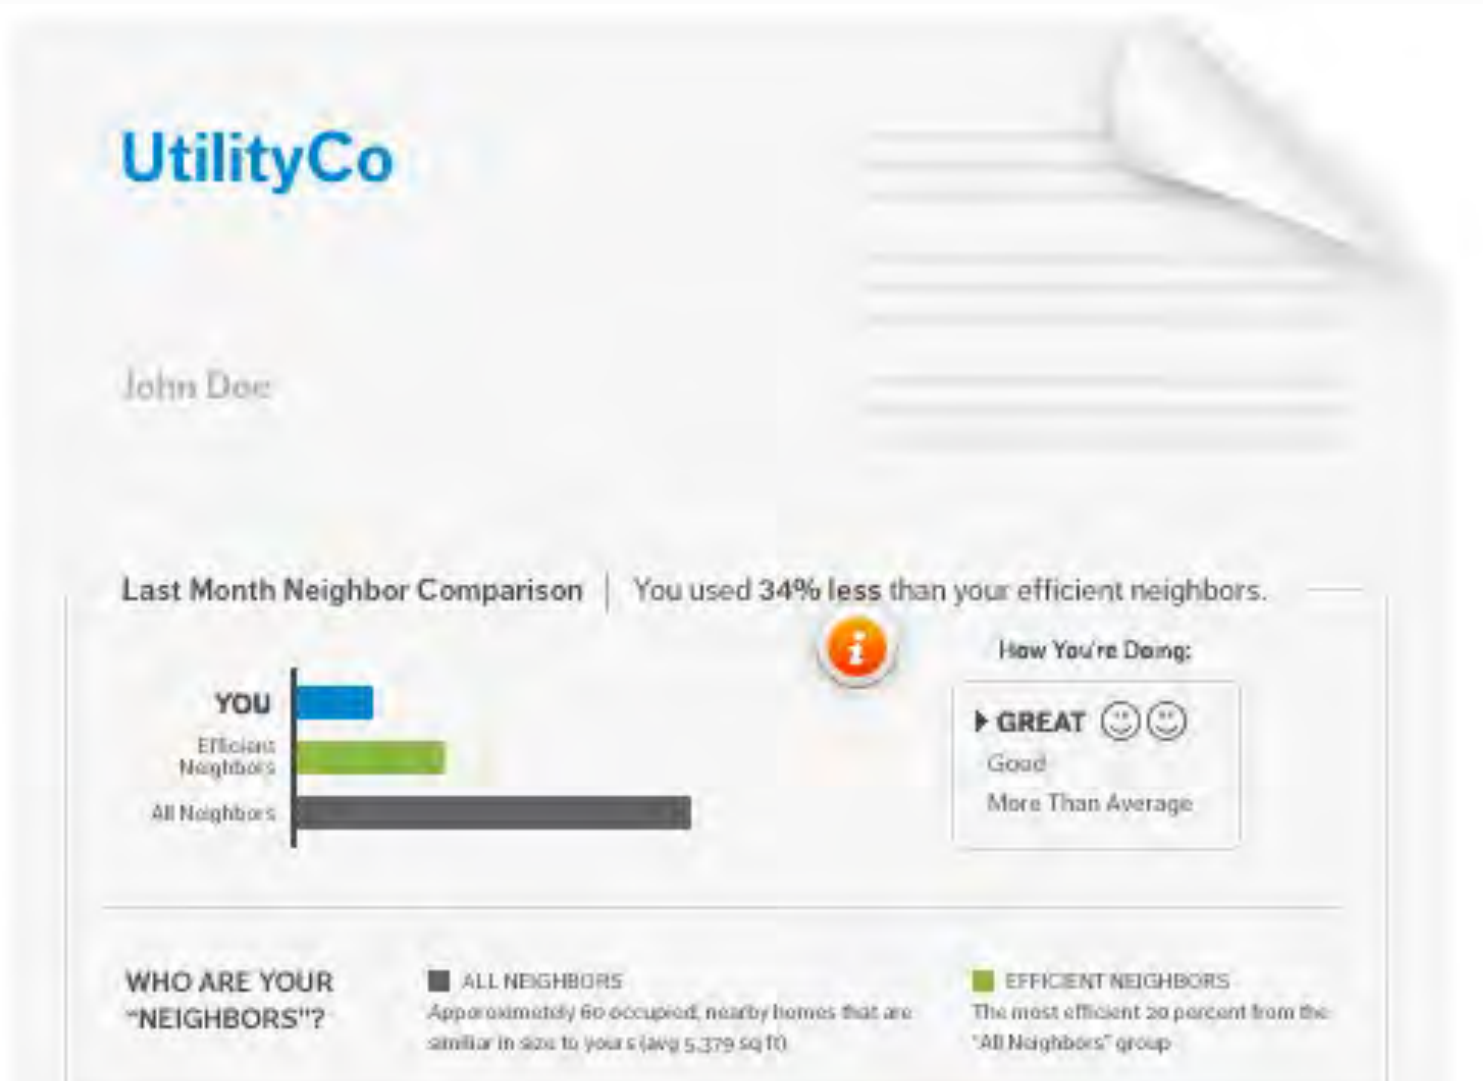 UtilityCo
John Doe
Last Month Neighbor Comparison | You used 34% less than your efficient neighbors.
i
How You're Doing:
YOU
GREAT
Efficient
Neighbors
Good
All Neighbors
More Than Average
WHO ARE YOUR
"NEIGHBORS"?
ALL NEIGHBORS
Approximately 60 occupied, nearby homes that are
similiar in size to yours (avg 5,379 sq ft)
EFFICIENT NEIGHBORS
The most efficient 20 percent from the
"All Neighbors" group